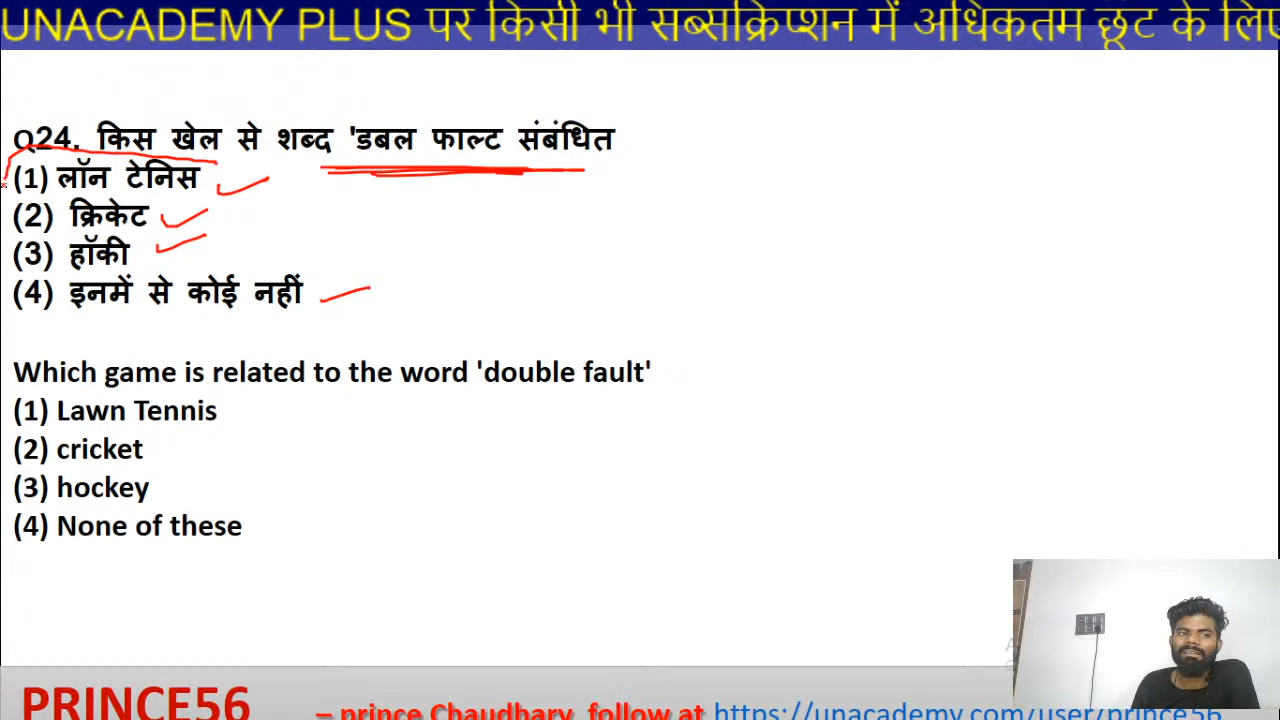 UNACADEMY PLUS पर किसी भी सब्सक्रिप्शन में अधिकतम छूट के लिए
Q24. किस खेल से शब्द 'डबल फाल्ट संबंधित
(1) लॉन टेनिस
(2) क्रिकेट
(3) हॉकी
(4) इनमें से कोई नहीं
Which game is related to the word 'double fault'
(1) Lawn Tennis
(2) cricket
(3) hockey
(4) None of these
PRINCE56
– prince Chaudhary follow at https://unacademy.com/user/prince56